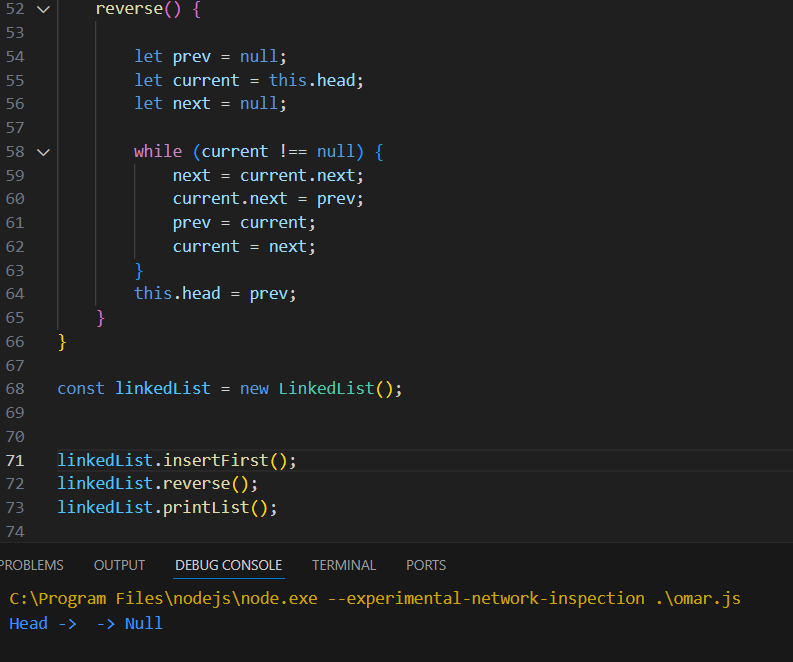 52 reverse() {
53
54 let prev = null;
55 let current = this.head;
56 let next = null;
57
58 while (current !== null) {
59 next = current.next;
60 current.next = prev;
61 prev = current;
62 current = next;
63 }
64 this.head = prev;
65 }
66 }
67
68 const linkedList = new LinkedList();
69
70
71 linkedList.insertFirst();
72 linkedList.reverse();
73 linkedList.printList();
74
PROBLEMS OUTPUT DEBUG CONSOLE TERMINAL PORTS
C:\Program Files\nodejs\node.exe --experimental-network-inspection .\omar.js
Head ->  -> Null